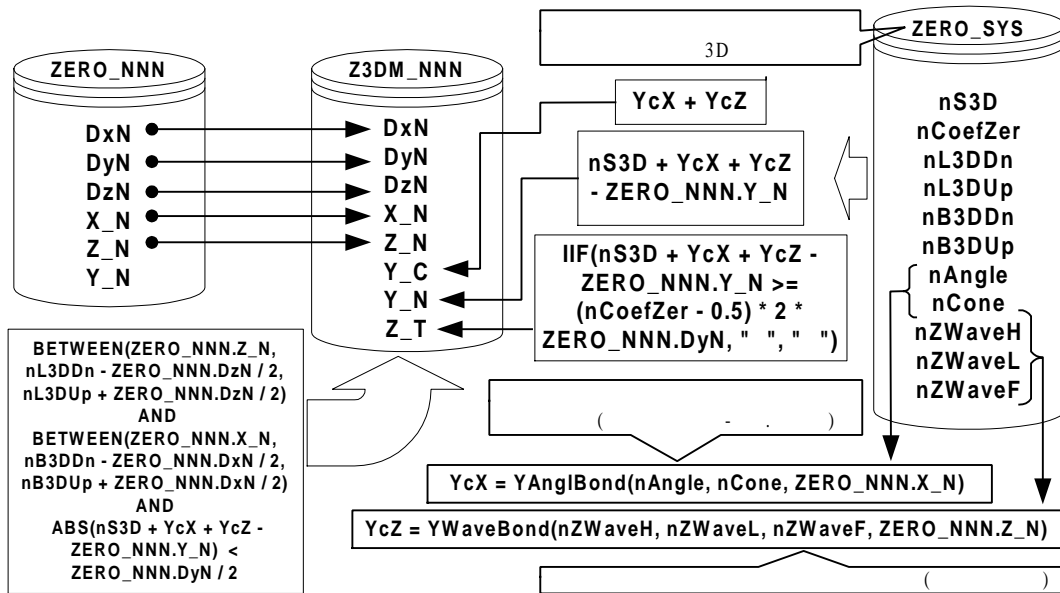 3D
ZERO_SYS
ZERO_NNN
Z3DM_NNN
DxN
DyN
DzN
X_N
Z_N
Y_N
DxN
DyN
DzN
X_N
Z_N
Y_C
Y_N
Z_T
YcX + YcZ
nS3D + YcX + YcZ
- ZERO_NNN.Y_N
IIF(nS3D + YcX + YcZ -
ZERO_NNN.Y_N >=
(nCoefZer - 0.5) * 2 *
ZERO_NNN.DyN, " ", " ")
nS3D
nCoefZer
nL3DDn
nL3DUp
nB3DDn
nB3DUp
nAngle
nCone
nZWaveH
nZWaveL
nZWaveF
BETWEEN(ZERO_NNN.Z_N,
nL3DDn - ZERO_NNN.DzN / 2,
nL3DUp + ZERO_NNN.DzN / 2)
AND
BETWEEN(ZERO_NNN.X_N,
nB3DDn - ZERO_NNN.DxN / 2,
nB3DUp + ZERO_NNN.DxN / 2)
AND
ABS(nS3D + YcX + YcZ -
ZERO_NNN.Y_N) <
ZERO_NNN.DyN / 2
( - . )
YcX = YAnglBond(nAngle, nCone, ZERO_NNN.X_N)
YcZ = YWaveBond(nZWaveH, nZWaveL, nZWaveF, ZERO_NNN.Z_N)
( )